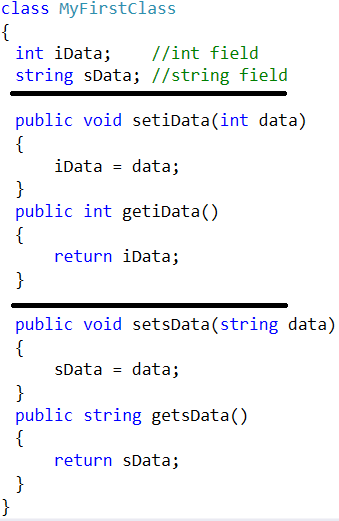 class MyFirstClass
{
int iData; //int field
string sData; //string field
public void setiData(int data)
{
iData = data;
}
public int getiData()
{
return iData;
}
public void setsData(string data)
{
sData = data;
}
public string getsData()
{
return sData;
}
}